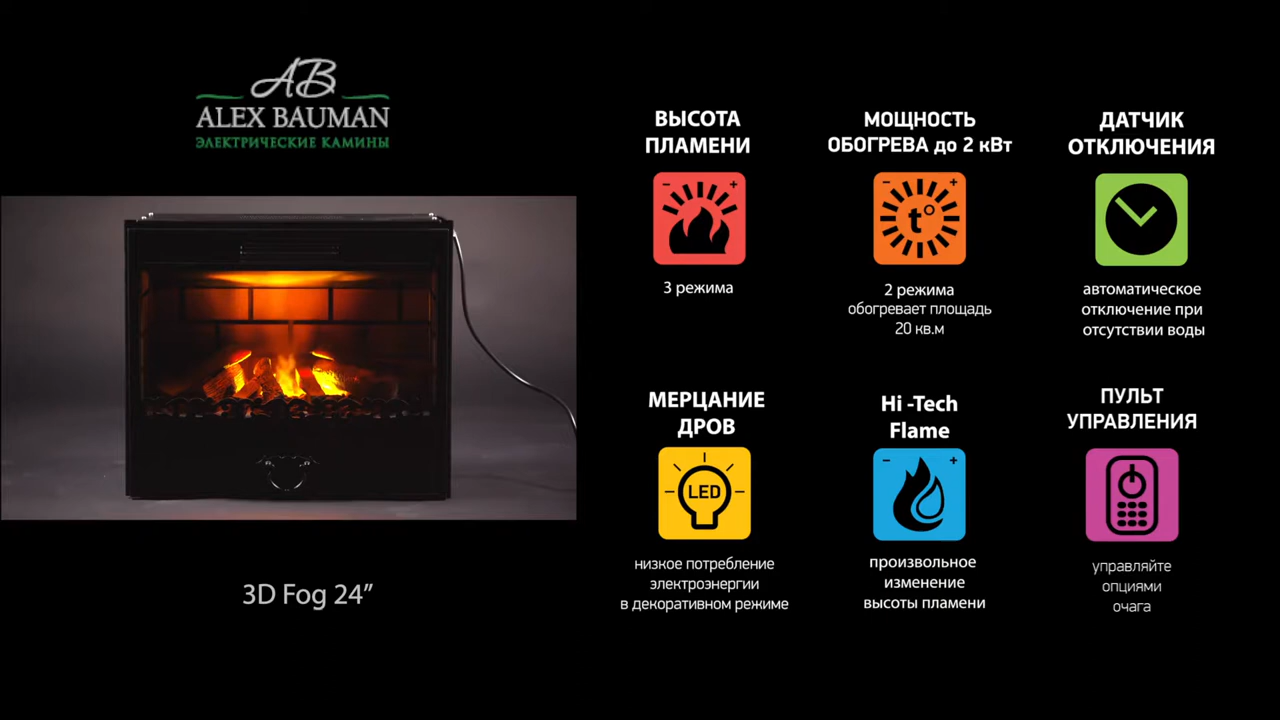 AB
ALEX BAUMAN
ЭЛЕКТРИЧЕСКИЕ КАМИНЫ
3D Fog 24”
ВЫСОТА
ПЛАМЕНИ
- +
3 режима
МОЩНОСТЬ
ОБОГРЕВА до 2 кВт
- +
t°
2 режима
обогревает площадь
20 кв.м
ДАТЧИК
ОТКЛЮЧЕНИЯ
автоматическое
отключение при
отсутствии воды
МЕРЦАНИЕ
ДРОВ
LED
низкое потребление
электроэнергии
в декоративном режиме
Hi -Tech
Flame
- +
произвольное
изменение
высоты пламени
ПУЛЬТ
УПРАВЛЕНИЯ
управляйте
опциями
очага